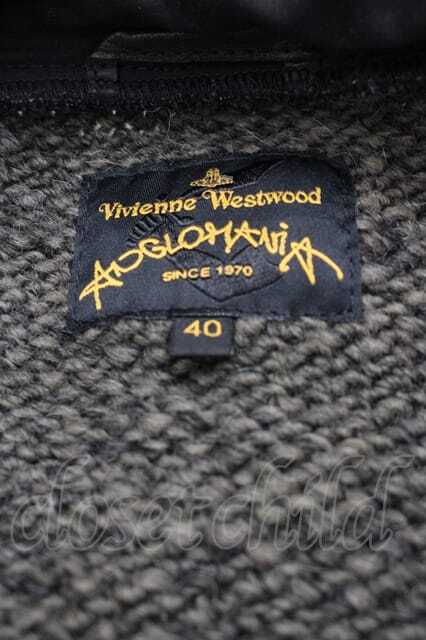 Vivienne Westwood
ANGLOMANIA
SINCE 1970
40
closet child